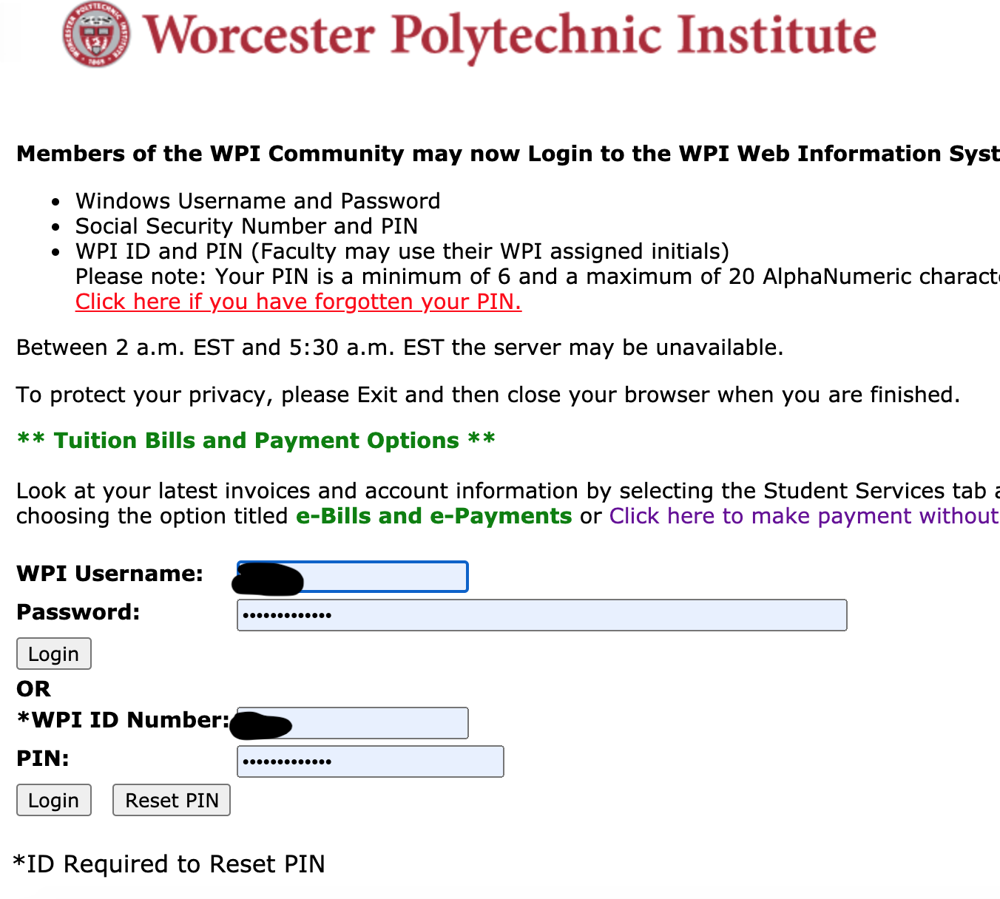 Worcester Polytechnic Institute
Members of the WPI Community may now Login to the WPI Web Information Syst
• Windows Username and Password
• Social Security Number and PIN
• WPI ID and PIN (Faculty may use their WPI assigned initials)
Please note: Your PIN is a minimum of 6 and a maximum of 20 AlphaNumeric characte
Click here if you have forgotten your PIN.
Between 2 a.m. EST and 5:30 a.m. EST the server may be unavailable.
To protect your privacy, please Exit and then close your browser when you are finished.
** Tuition Bills and Payment Options **
Look at your latest invoices and account information by selecting the Student Services tab a
choosing the option titled e-Bills and e-Payments or Click here to make payment without
WPI Username:
Password: •••••••••••••
Login
OR
*WPI ID Number:
PIN: •••••••••••••
Login Reset PIN
*ID Required to Reset PIN